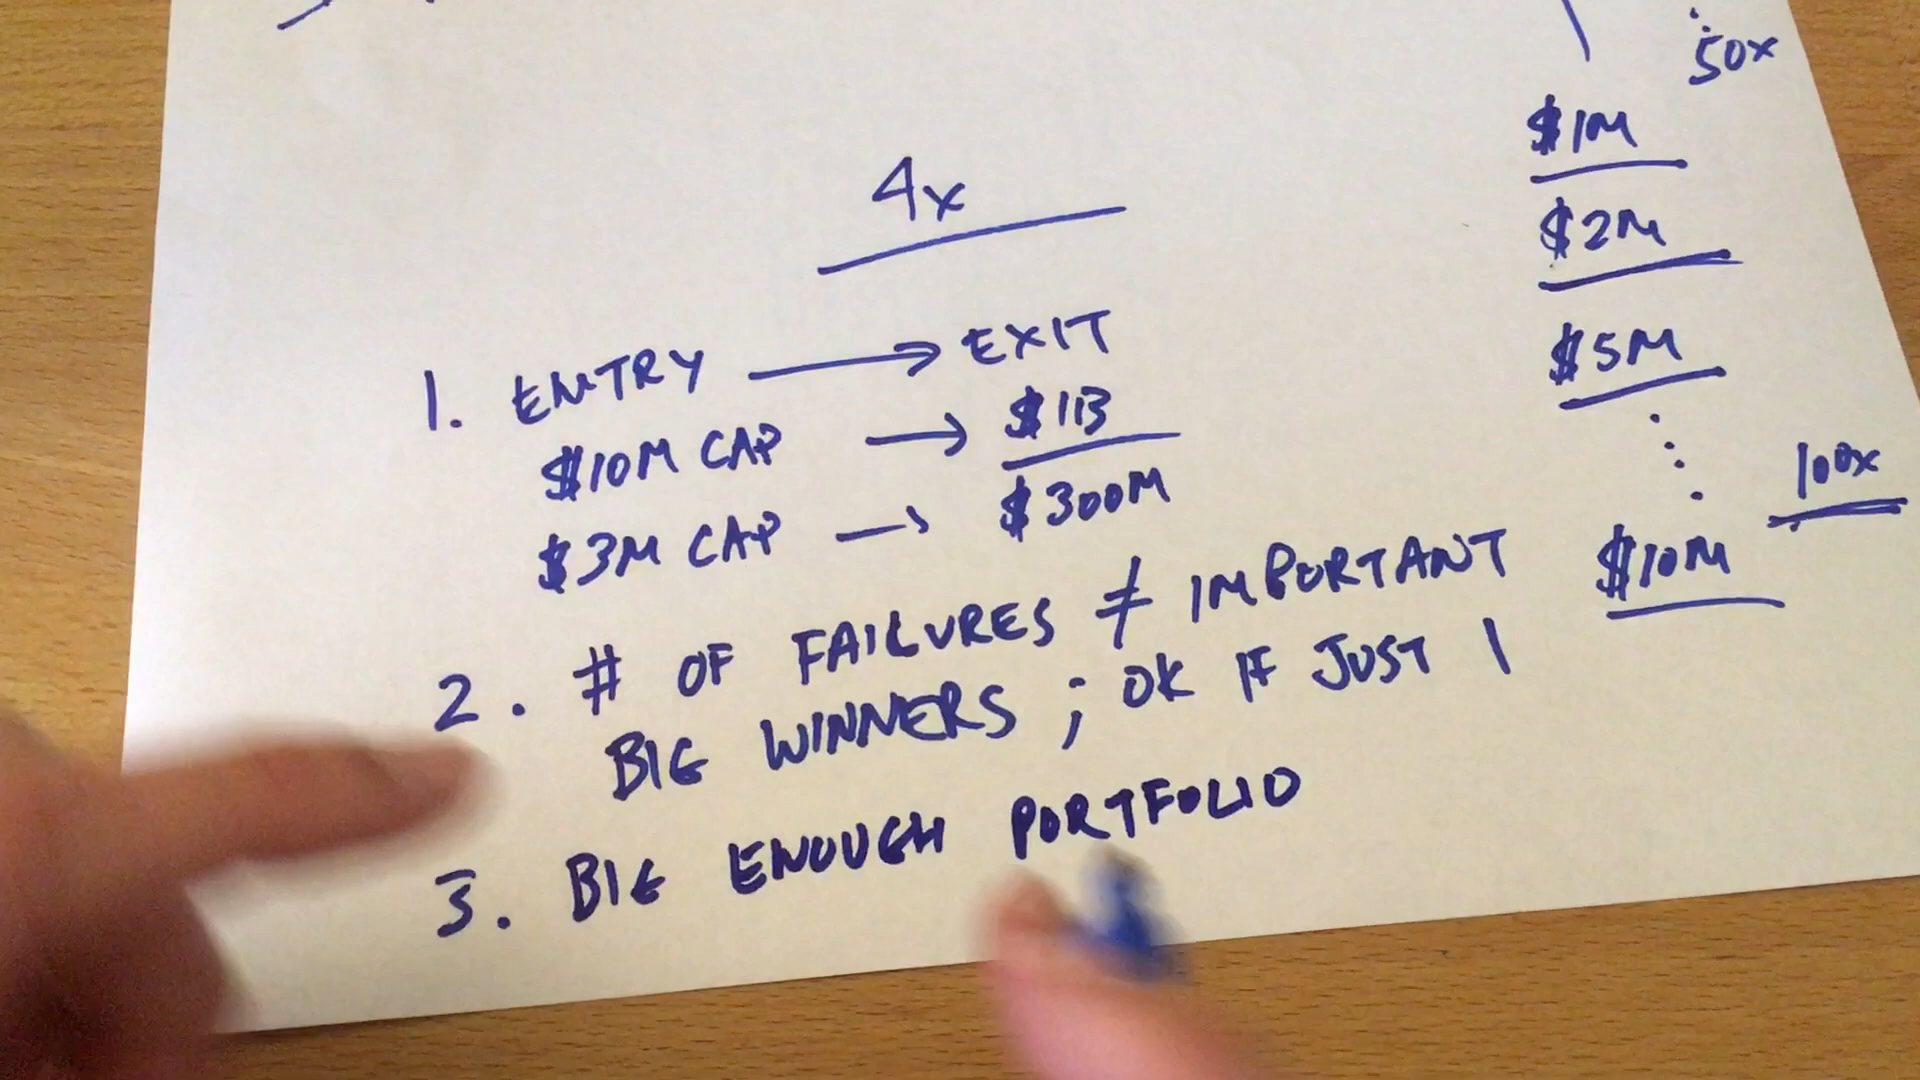 50x
$1M
4x
$2M
1. ENTRY → EXIT
$5M
$10M CAP → $1B
$3M CAP → $300M
100x
$10M
2. # OF FAILURES ≠ IMPORTANT
BIG WINNERS ; OK IF JUST 1
3. BIG ENOUGH PORTFOLIO